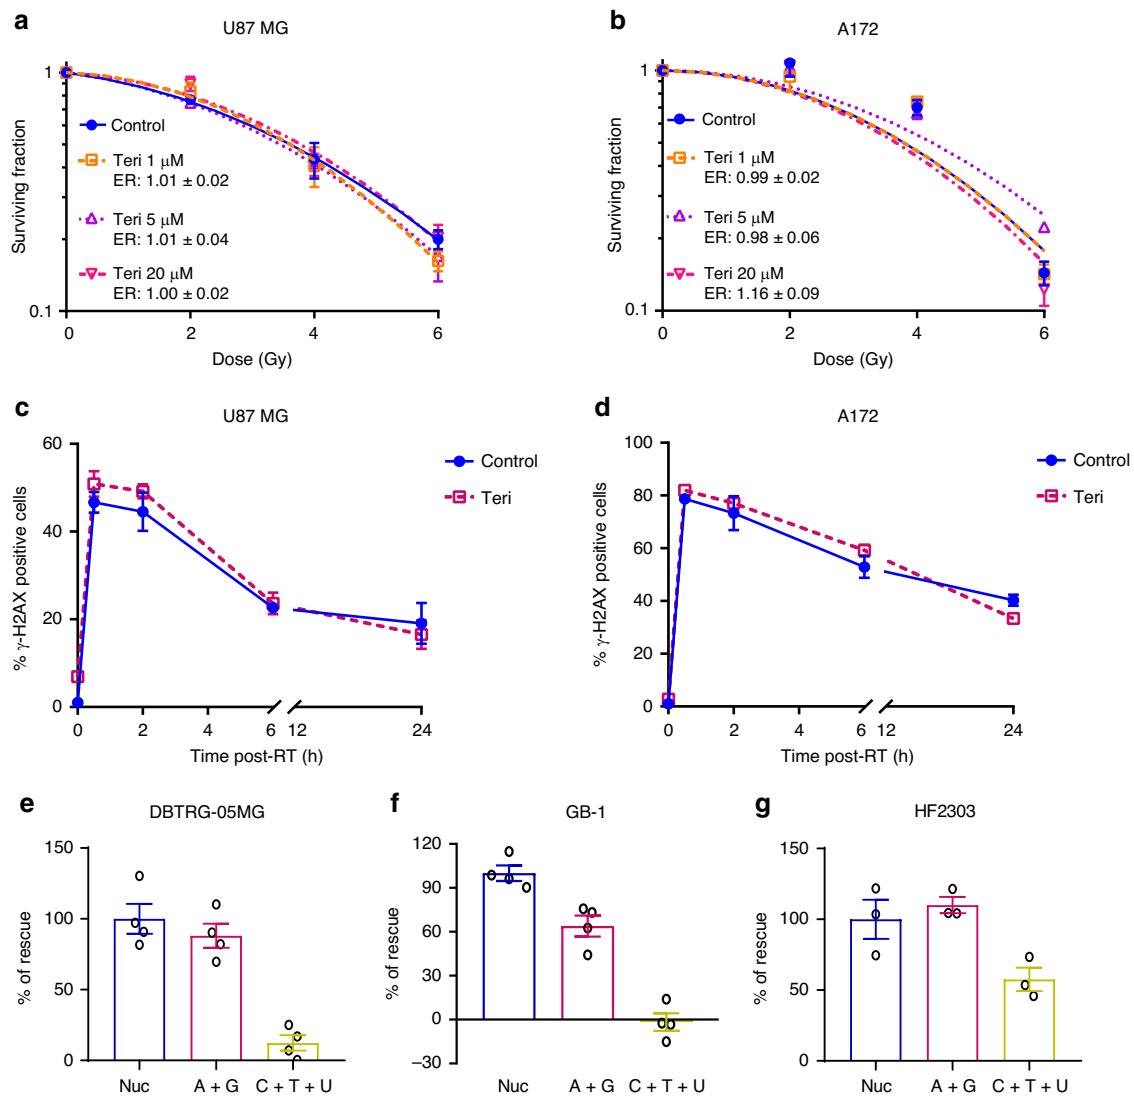 a
U87 MG
1
0.1
Surviving fraction
Control
Teri 1 μM
ER: 1.01 ± 0.02
Teri 5 μM
ER: 1.01 ± 0.04
Teri 20 μM
ER: 1.00 ± 0.02
0 2 4 6
Dose (Gy)
b
A172
1
0.1
Surviving fraction
Control
Teri 1 μM
ER: 0.99 ± 0.02
Teri 5 μM
ER: 0.98 ± 0.06
Teri 20 μM
ER: 1.16 ± 0.09
0 2 4 6
Dose (Gy)
c
U87 MG
60
40
20
0
% γ-H2AX positive cells
Control
Teri
0 2 4 6 12 24
Time post-RT (h)
d
A172
100
80
60
40
20
0
% γ-H2AX positive cells
Control
Teri
0 2 4 6 12 24
Time post-RT (h)
e
DBTRG-05MG
150
100
50
0
% of rescue
Nuc A + G C + T + U
f
GB-1
120
90
60
30
0
−30
% of rescue
Nuc A + G C + T + U
g
HF2303
150
100
50
0
% of rescue
Nuc A + G C + T + U